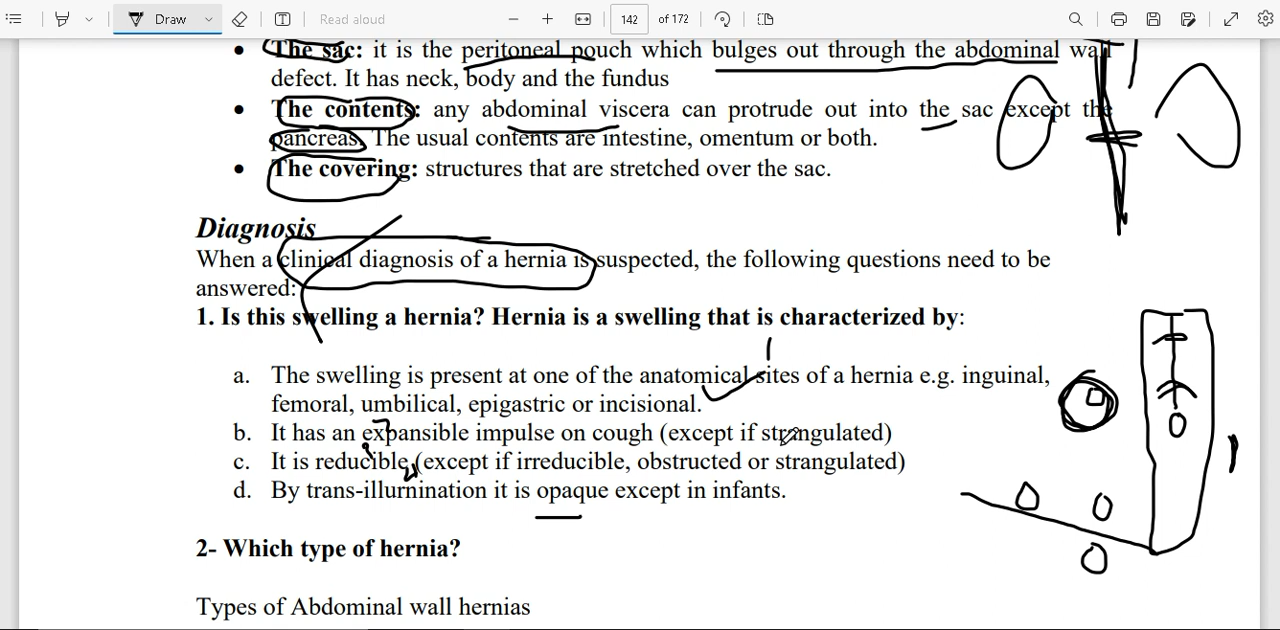 Draw
Read aloud
142 of 172
• The sac: it is the peritoneal pouch which bulges out through the abdominal wall
defect. It has neck, body and the fundus
• The contents: any abdominal viscera can protrude out into the sac except the
pancreas. The usual contents are intestine, omentum or both.
• The covering: structures that are stretched over the sac.
Diagnosis
When a clinical diagnosis of a hernia is suspected, the following questions need to be
answered:
1. Is this swelling a hernia? Hernia is a swelling that is characterized by:
a. The swelling is present at one of the anatomical sites of a hernia e.g. inguinal,
femoral, umbilical, epigastric or incisional.
b. It has an expansible impulse on cough (except if strangulated)
c. It is reducible (except if irreducible, obstructed or strangulated)
d. By trans-illurnination it is opaque except in infants.
2- Which type of hernia?
Types of Abdominal wall hernias